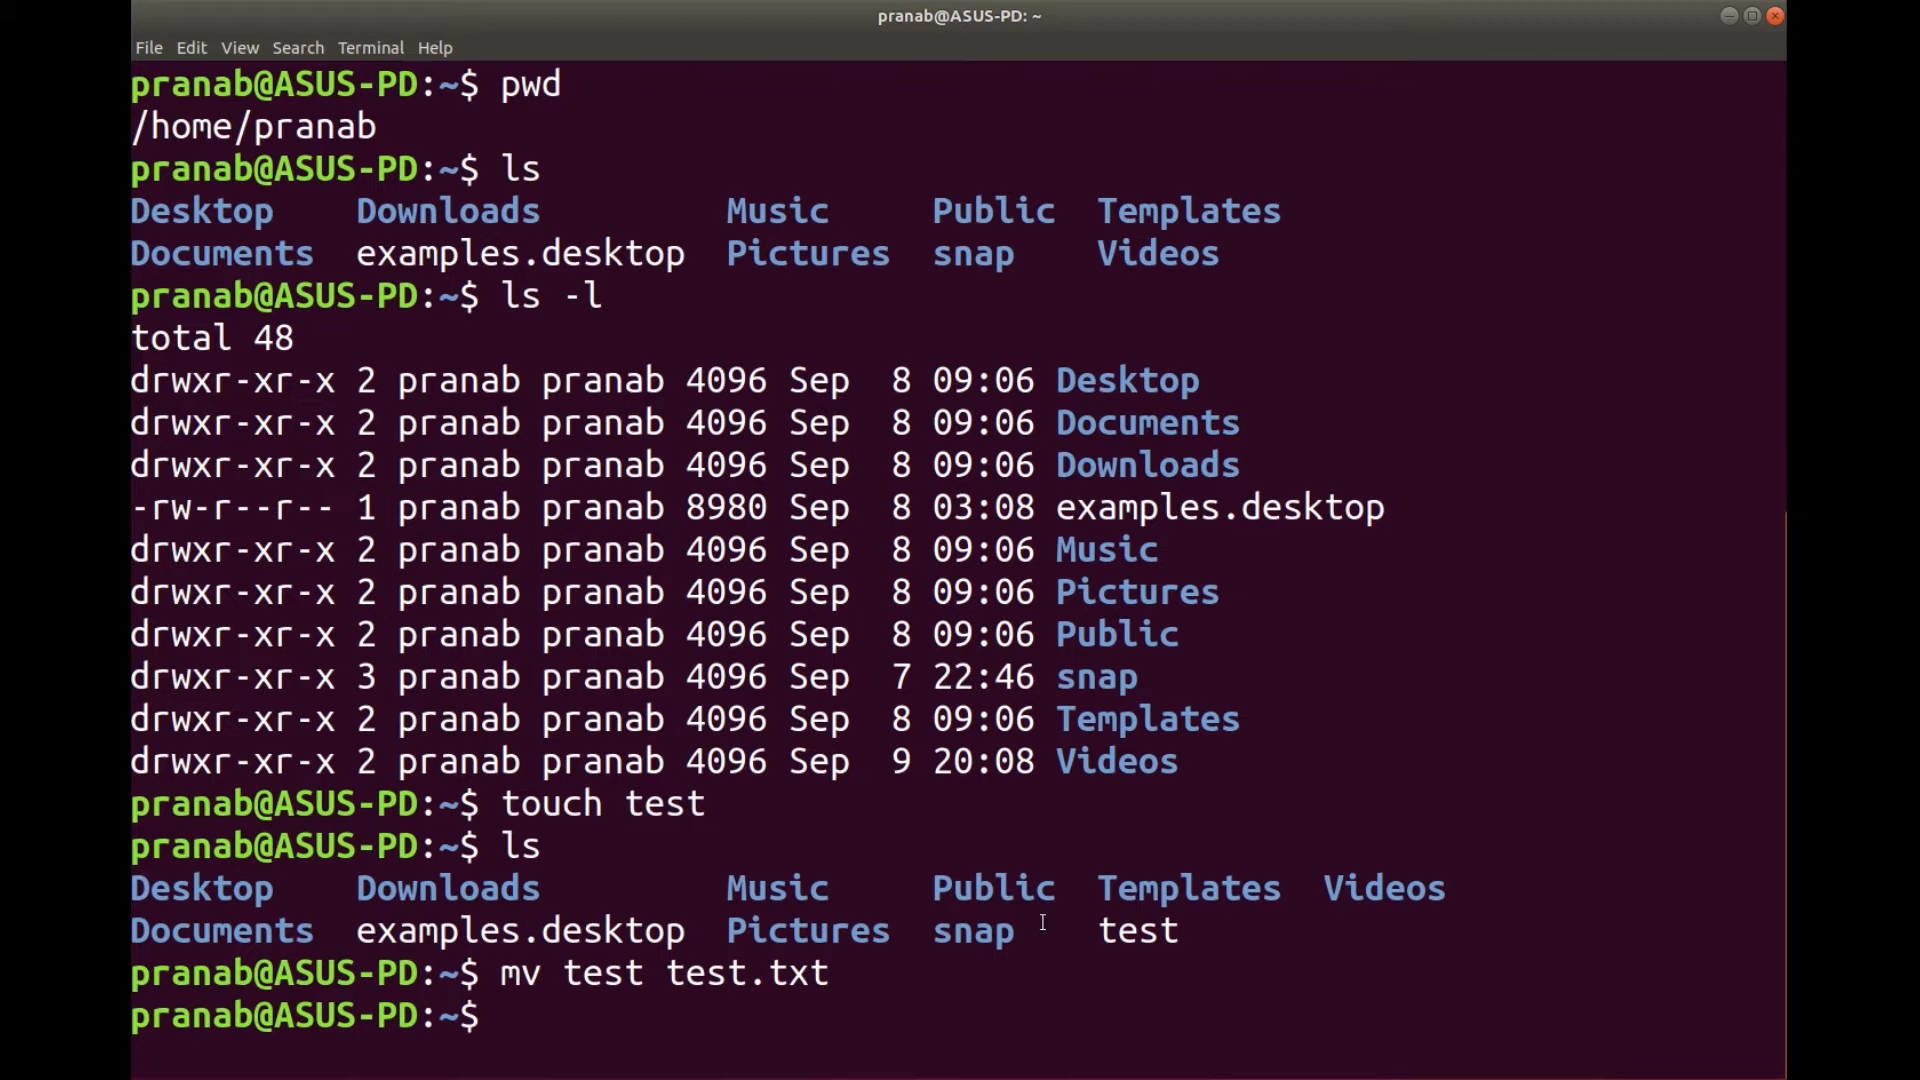 pranab@ASUS-PD: ~
File Edit View Search Terminal Help
pranab@ASUS-PD:~$ pwd
/home/pranab
pranab@ASUS-PD:~$ ls
Desktop    Downloads         Music     Public  Templates
Documents  examples.desktop  Pictures  snap    Videos
pranab@ASUS-PD:~$ ls -l
total 48
drwxr-xr-x 2 pranab pranab 4096 Sep  8 09:06 Desktop
drwxr-xr-x 2 pranab pranab 4096 Sep  8 09:06 Documents
drwxr-xr-x 2 pranab pranab 4096 Sep  8 09:06 Downloads
-rw-r--r-- 1 pranab pranab 8980 Sep  8 03:08 examples.desktop
drwxr-xr-x 2 pranab pranab 4096 Sep  8 09:06 Music
drwxr-xr-x 2 pranab pranab 4096 Sep  8 09:06 Pictures
drwxr-xr-x 2 pranab pranab 4096 Sep  8 09:06 Public
drwxr-xr-x 3 pranab pranab 4096 Sep  7 22:46 snap
drwxr-xr-x 2 pranab pranab 4096 Sep  8 09:06 Templates
drwxr-xr-x 2 pranab pranab 4096 Sep  9 20:08 Videos
pranab@ASUS-PD:~$ touch test
pranab@ASUS-PD:~$ ls
Desktop    Downloads         Music     Public  Templates  Videos
Documents  examples.desktop  Pictures  snap    test
pranab@ASUS-PD:~$ mv test test.txt
pranab@ASUS-PD:~$